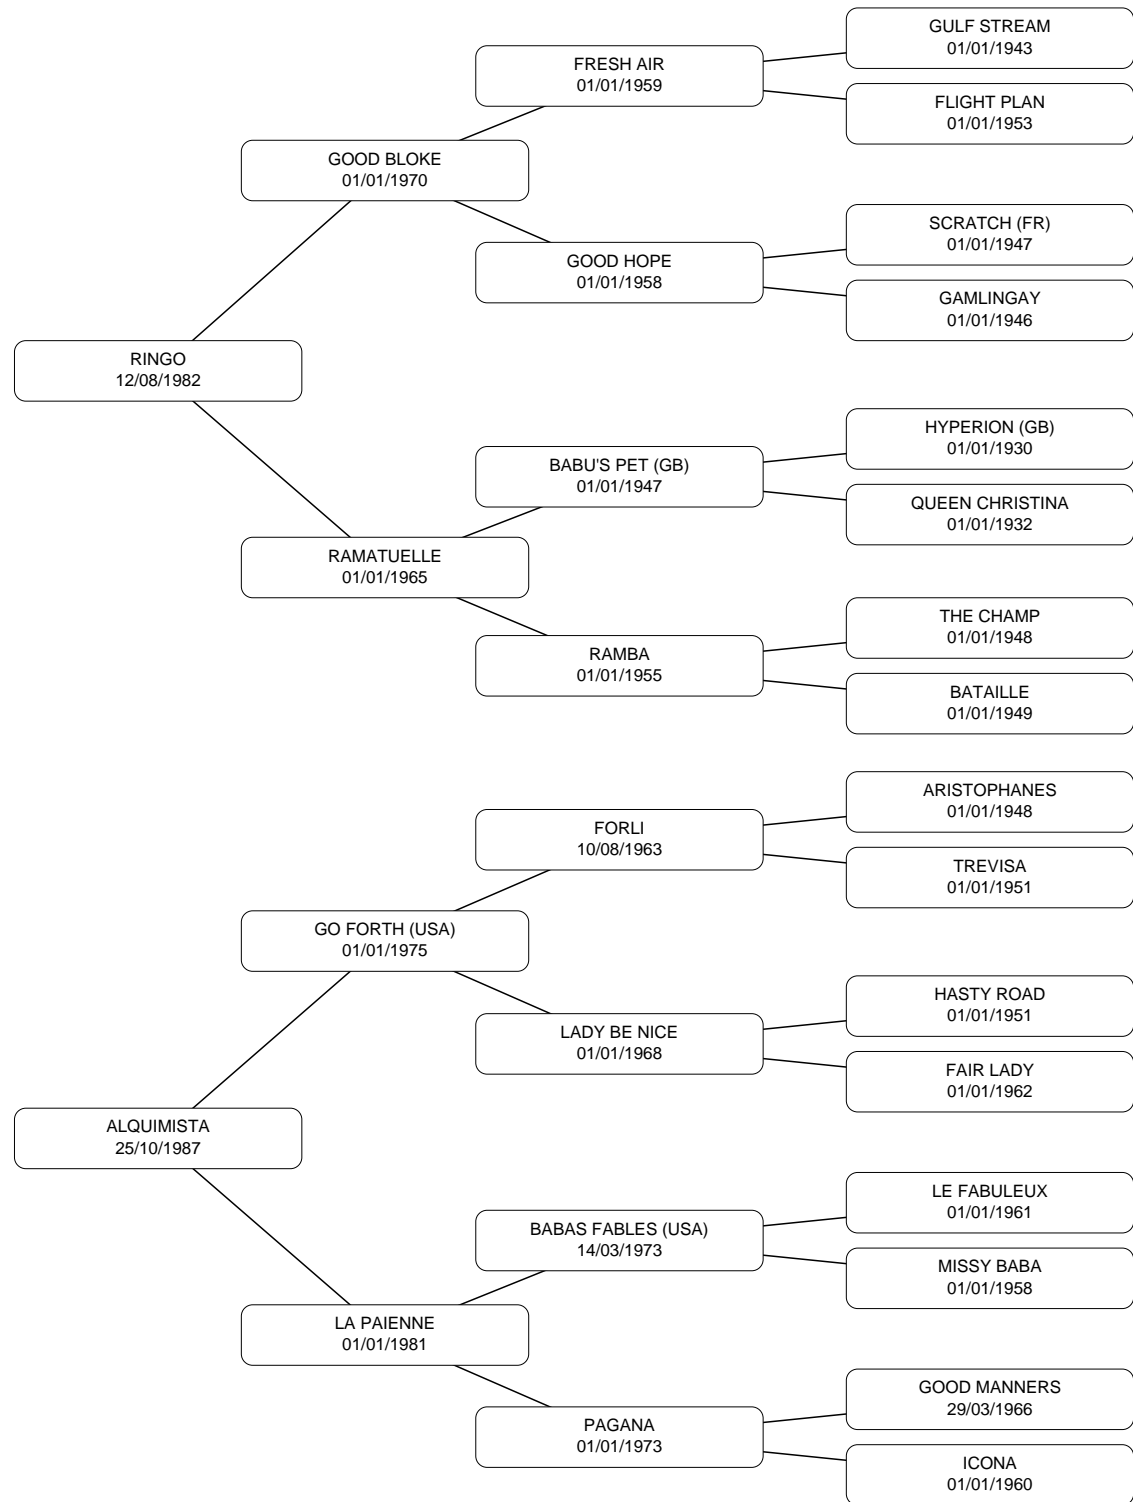 GULF STREAM
01/01/1943
FRESH AIR
01/01/1959
FLIGHT PLAN
01/01/1953
GOOD BLOKE
01/01/1970
SCRATCH (FR)
01/01/1947
GOOD HOPE
01/01/1958
GAMLINGAY
01/01/1946
RINGO
12/08/1982
HYPERION (GB)
01/01/1930
BABU'S PET (GB)
01/01/1947
QUEEN CHRISTINA
01/01/1932
RAMATUELLE
01/01/1965
THE CHAMP
01/01/1948
RAMBA
01/01/1955
BATAILLE
01/01/1949
ARISTOPHANES
01/01/1948
FORLI
10/08/1963
TREVISA
01/01/1951
GO FORTH (USA)
01/01/1975
HASTY ROAD
01/01/1951
LADY BE NICE
01/01/1968
FAIR LADY
01/01/1962
ALQUIMISTA
25/10/1987
LE FABULEUX
01/01/1961
BABAS FABLES (USA)
14/03/1973
MISSY BABA
01/01/1958
LA PAIENNE
01/01/1981
GOOD MANNERS
29/03/1966
PAGANA
01/01/1973
ICONA
01/01/1960